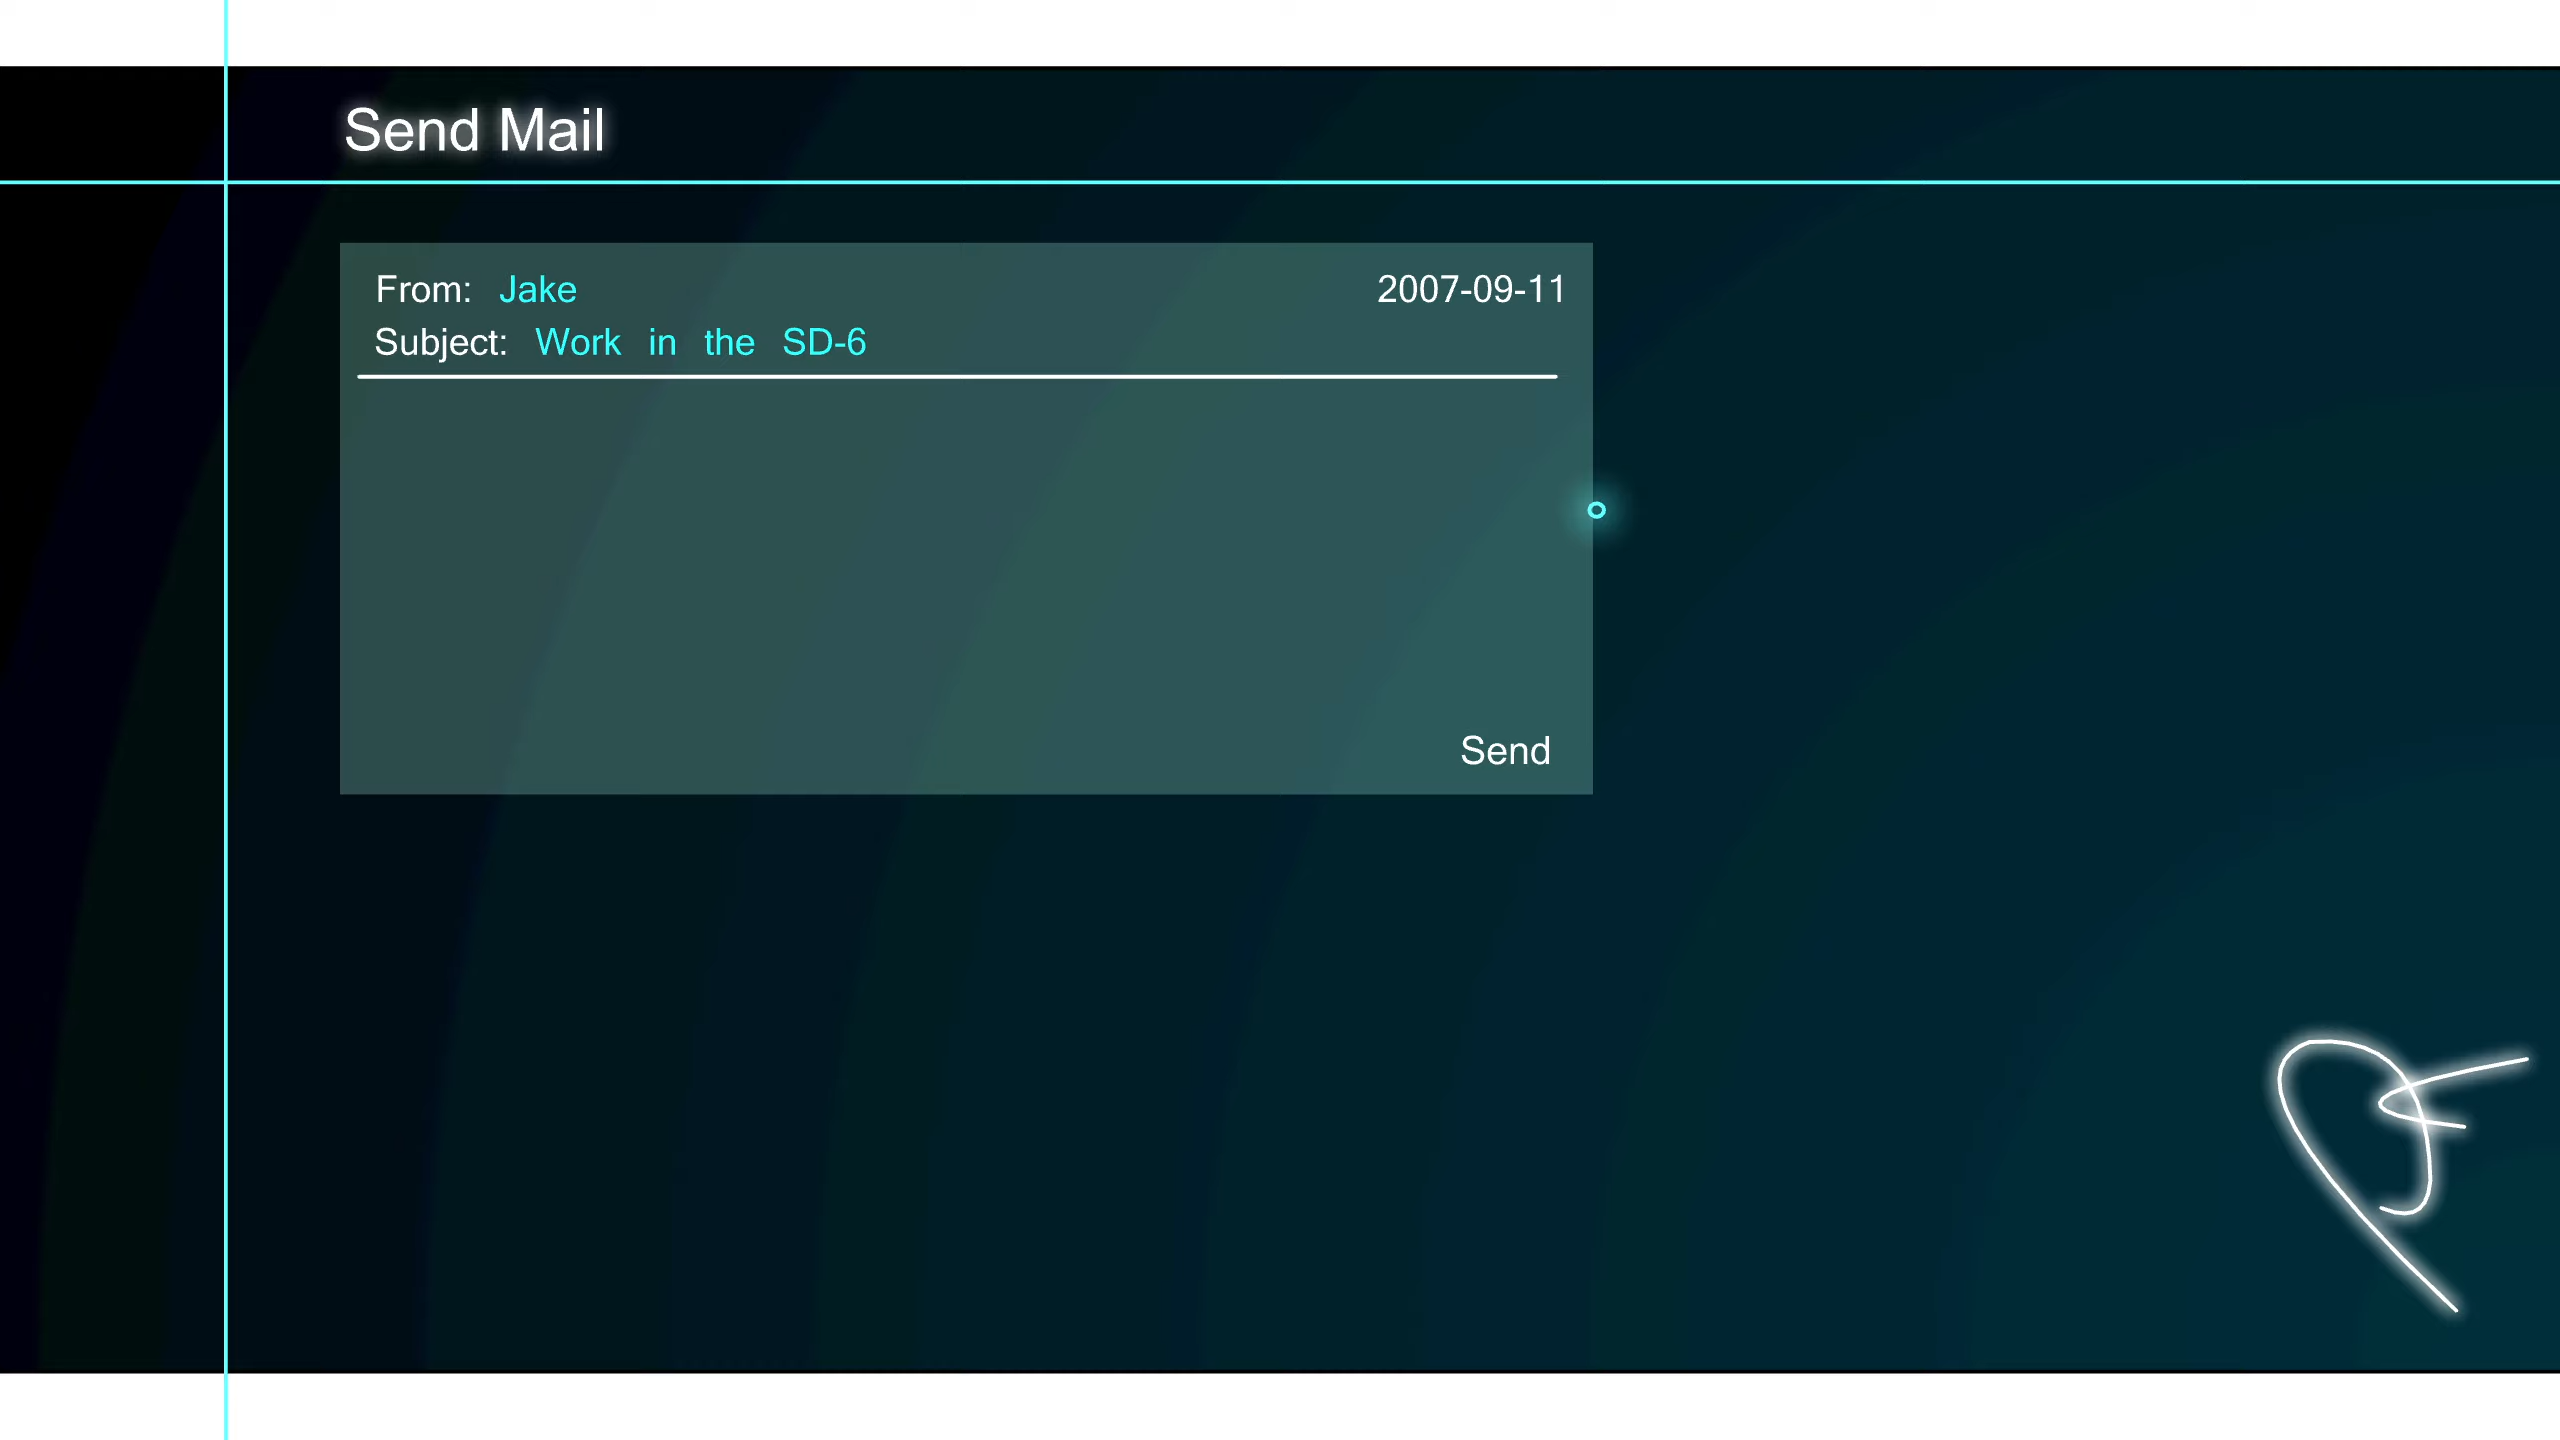 Send Mail
From: Jake 2007-09-11
Subject: Work in the SD-6
Send